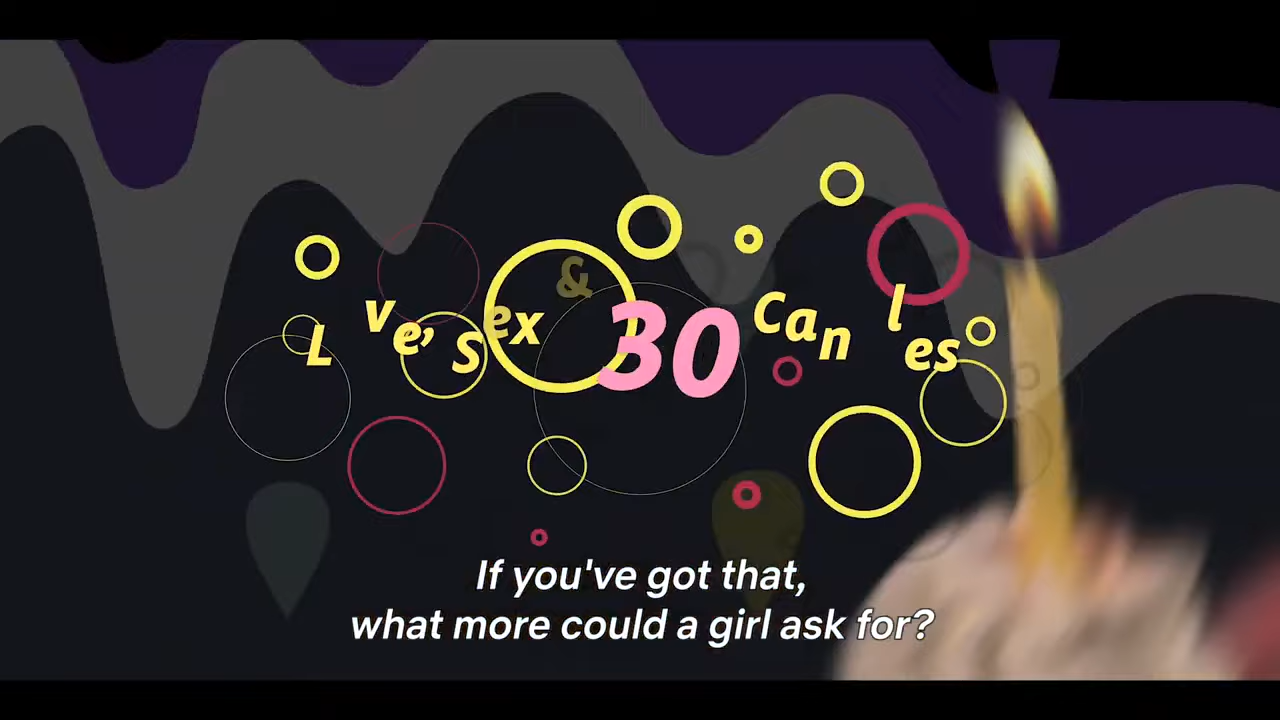 L ve, Sex & 30 Can les
If you've got that,
what more could a girl ask for?